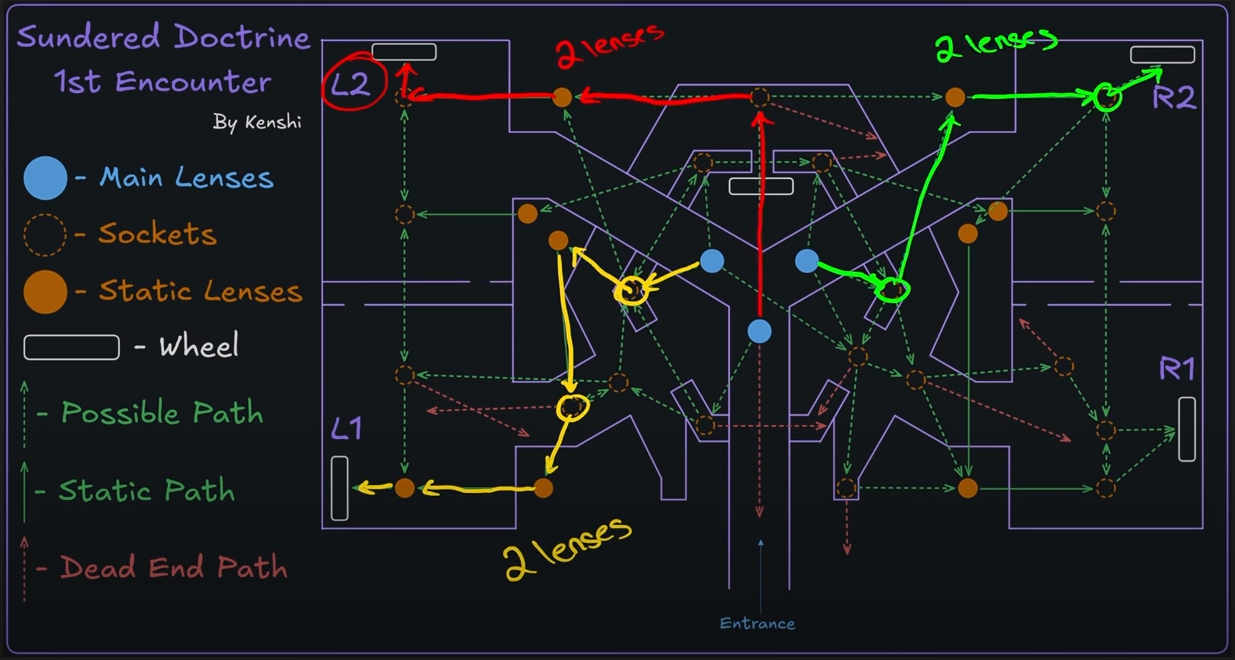 Sundered Doctrine
1st Encounter
By Kenshi
- Main Lenses
- Sockets
- Static Lenses
- Wheel
- Possible Path
- Static Path
- Dead End Path
2 lenses
2 lenses
L2
R2
L1
R1
2 lenses
Entrance